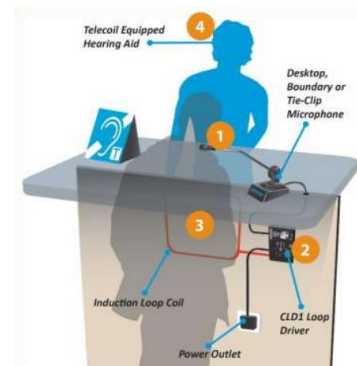 Telecoil Equipped
Hearing Aid
4
Desktop,
Boundary or
Tie-Clip
Microphone
1
T
3
2
Induction Loop Coil
CLD1 Loop
Driver
Power Outlet